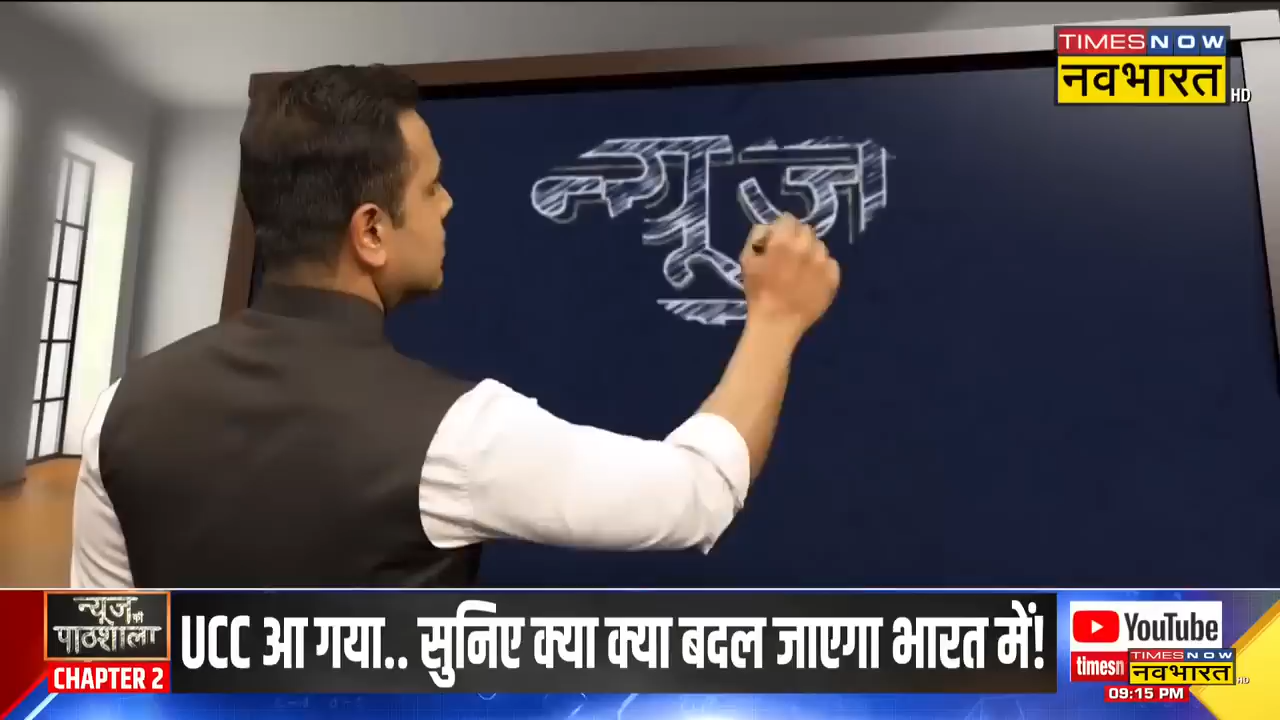 TIMES NOW
नवभारत
HD
न्यूज
न्यूज की
पाठशाला
CHAPTER 2
UCC आ गया.. सुनिए क्या क्या बदल जाएगा भारत में!
YouTube
timesn
TIMES NOW
नवभारत
HD
09:15 PM